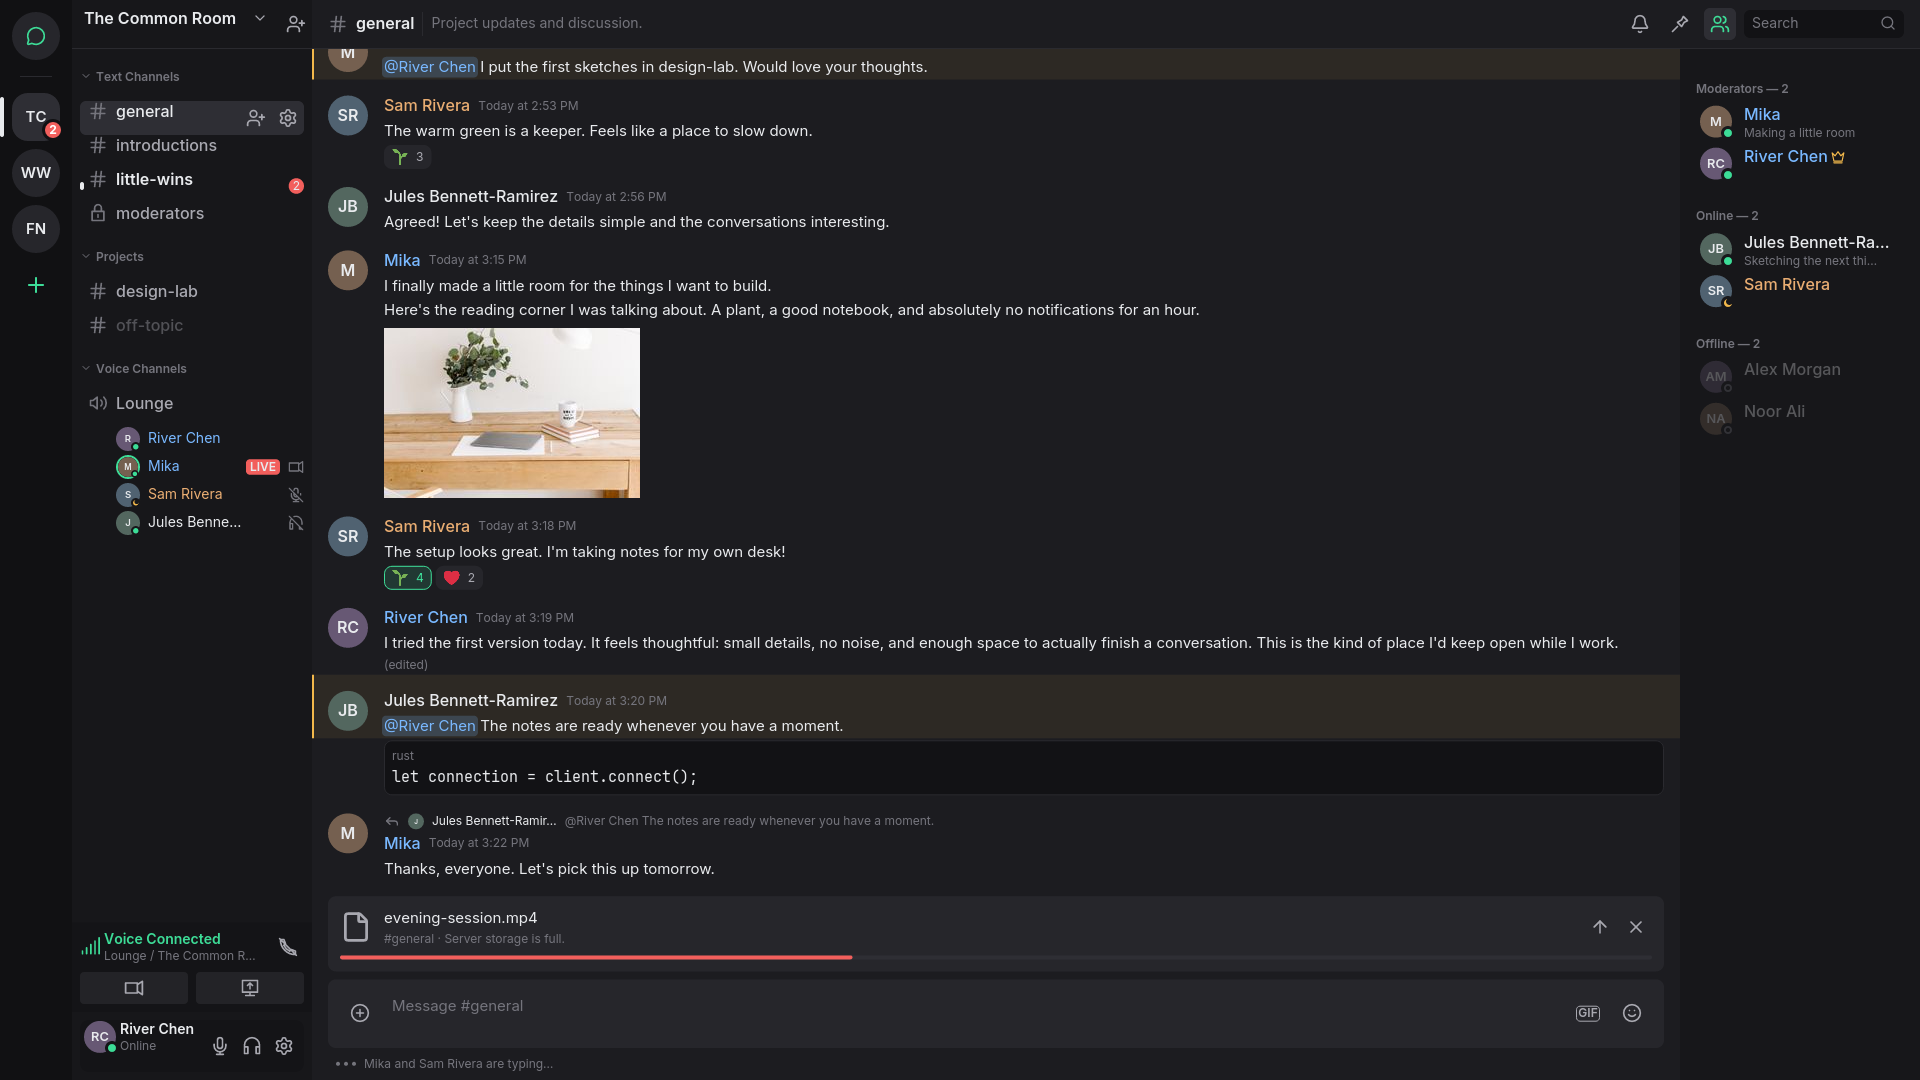 TC
2
WW
FN
The Common Room
Text Channels
general
introductions
little-wins
2
moderators
Projects
design-lab
off-topic
Voice Channels
Lounge
R
River Chen
M
Mika
LIVE
S
Sam Rivera
J
Jules Benne...
Voice Connected
Lounge / The Common R...
RC
River Chen
Online
general
Project updates and discussion.
Search
M
@River Chen I put the first sketches in design-lab. Would love your thoughts.
SR
Sam Rivera Today at 2:53 PM
The warm green is a keeper. Feels like a place to slow down.
3
JB
Jules Bennett-Ramirez Today at 2:56 PM
Agreed! Let's keep the details simple and the conversations interesting.
M
Mika Today at 3:15 PM
I finally made a little room for the things I want to build.
Here's the reading corner I was talking about. A plant, a good notebook, and absolutely no notifications for an hour.
SR
Sam Rivera Today at 3:18 PM
The setup looks great. I'm taking notes for my own desk!
4
2
RC
River Chen Today at 3:19 PM
I tried the first version today. It feels thoughtful: small details, no noise, and enough space to actually finish a conversation. This is the kind of place I'd keep open while I work.
(edited)
JB
Jules Bennett-Ramirez Today at 3:20 PM
@River Chen The notes are ready whenever you have a moment.
rust
let connection = client.connect();
J Jules Bennett-Ramir... @River Chen The notes are ready whenever you have a moment.
M
Mika Today at 3:22 PM
Thanks, everyone. Let's pick this up tomorrow.
evening-session.mp4
#general · Server storage is full.
Message #general
GIF
Mika and Sam Rivera are typing...
Moderators — 2
M
Mika
Making a little room
RC
River Chen
Online — 2
JB
Jules Bennett-Ra...
Sketching the next thi...
SR
Sam Rivera
Offline — 2
AM
Alex Morgan
NA
Noor Ali